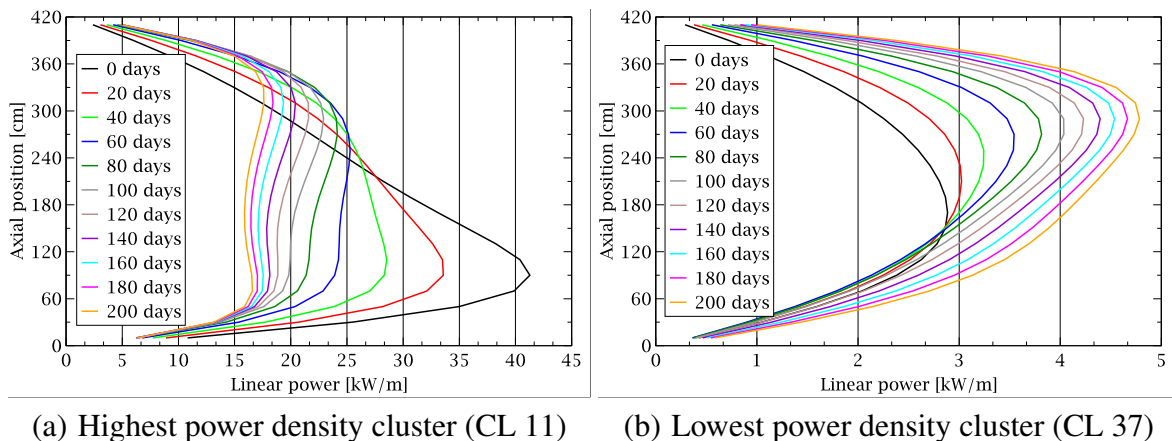 420
360
300
240
180
120
60
0
Axial position [cm]
0 days
20 days
40 days
60 days
80 days
100 days
120 days
140 days
160 days
180 days
200 days
0 5 10 15 20 25 30 35 40 45
Linear power [kW/m]
(a) Highest power density cluster (CL 11)
420
360
300
240
180
120
60
0
Axial position [cm]
0 days
20 days
40 days
60 days
80 days
100 days
120 days
140 days
160 days
180 days
200 days
0 1 2 3 4 5
Linear power [kW/m]
(b) Lowest power density cluster (CL 37)